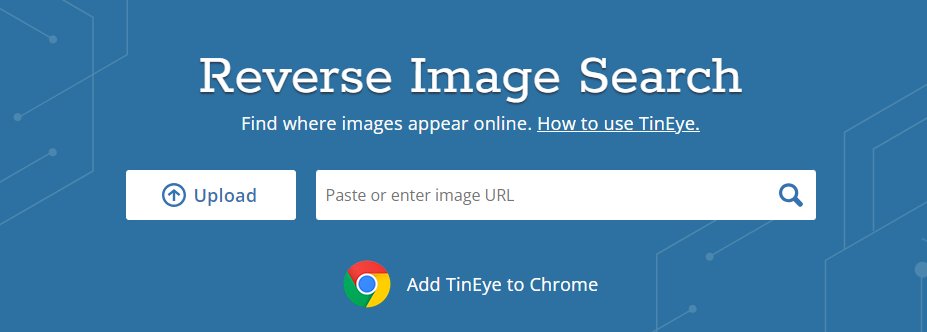 Reverse Image Search
Find where images appear online. How to use TinEye.
Upload
Paste or enter image URL
Add TinEye to Chrome